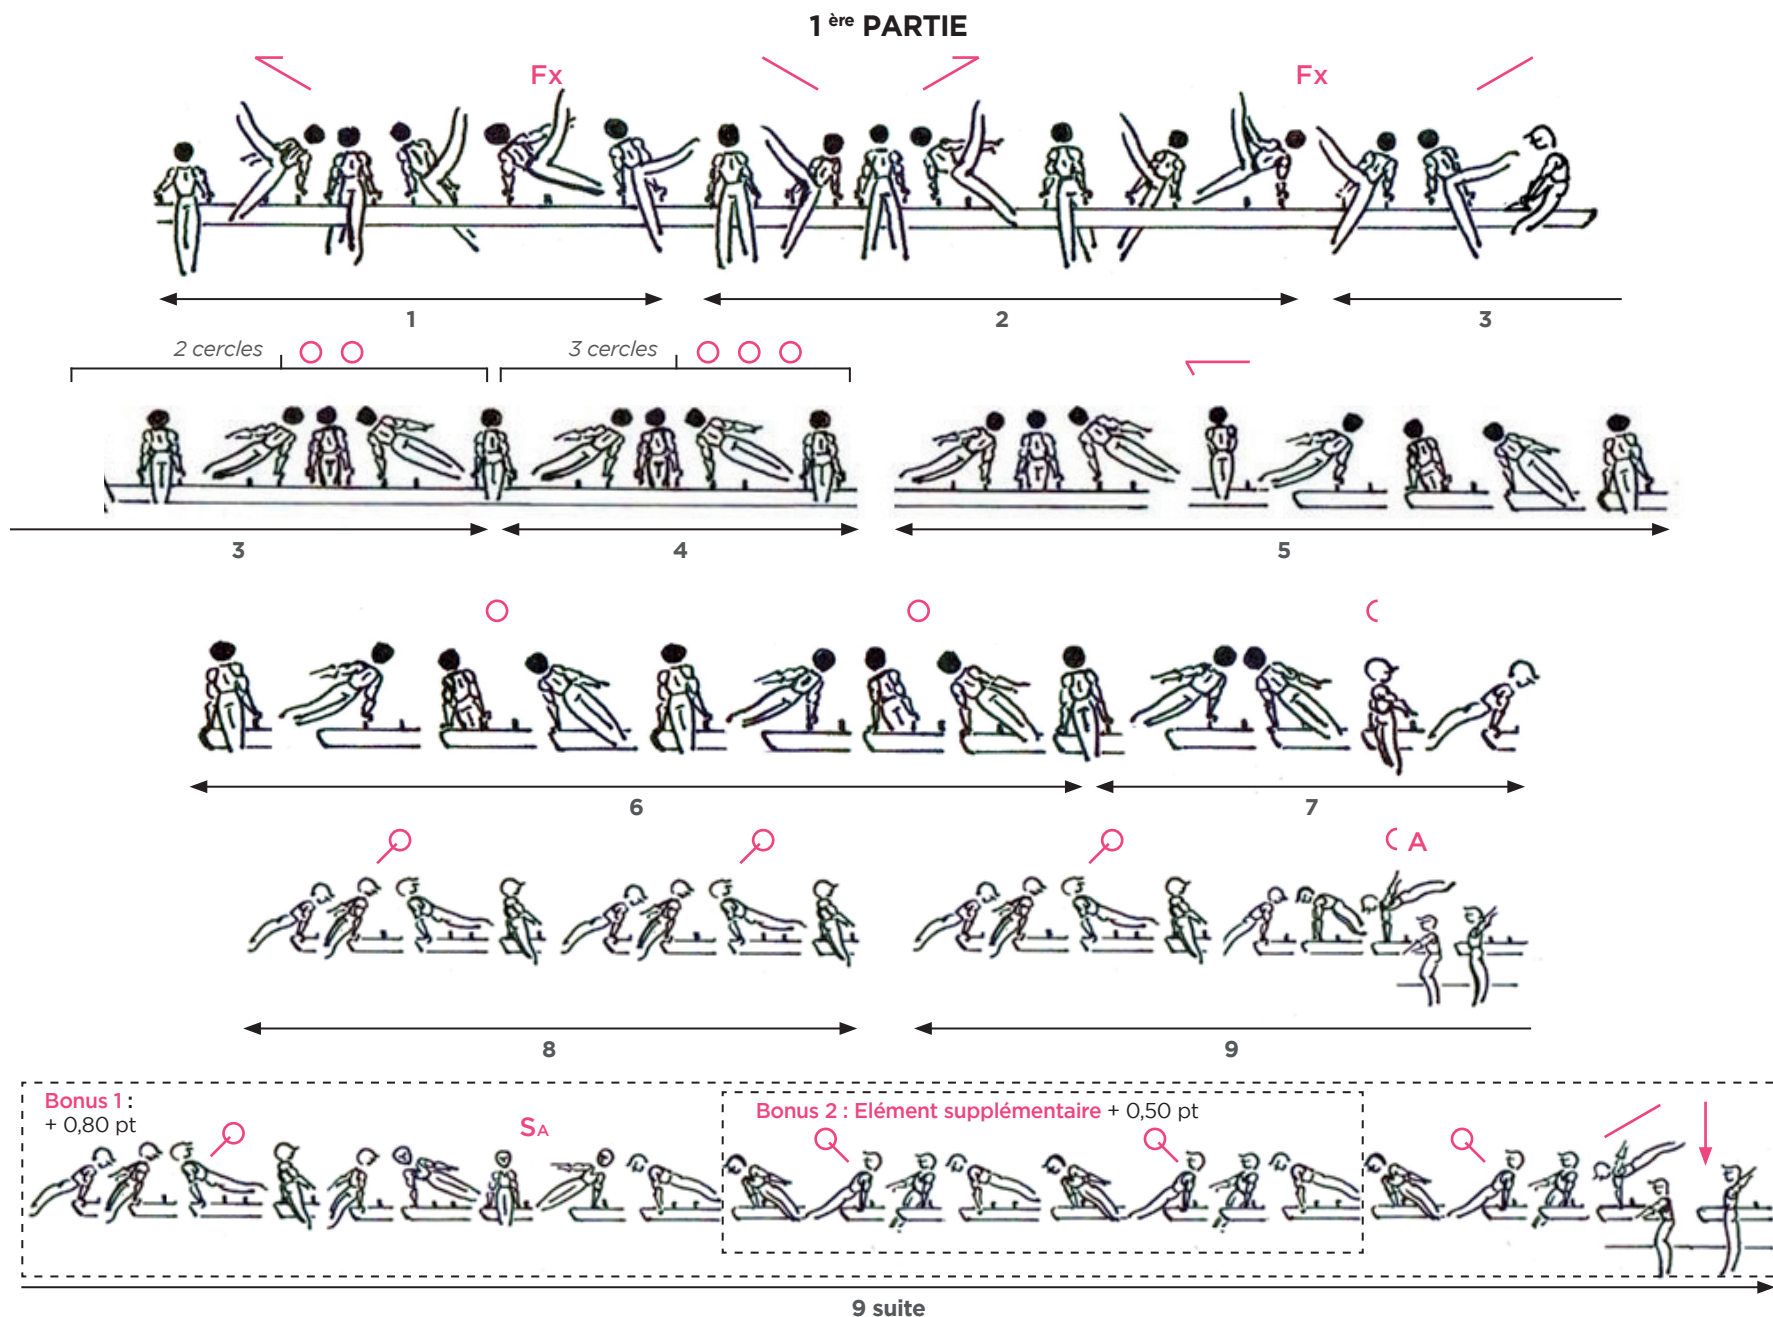 1 ère PARTIE
Fx
Fx
1
2
3
2 cercles
3 cercles
3
4
5
6
7
A
8
9
Bonus 1 :
+ 0,80 pt
SA
Bonus 2 : Elément supplémentaire + 0,50 pt
9 suite